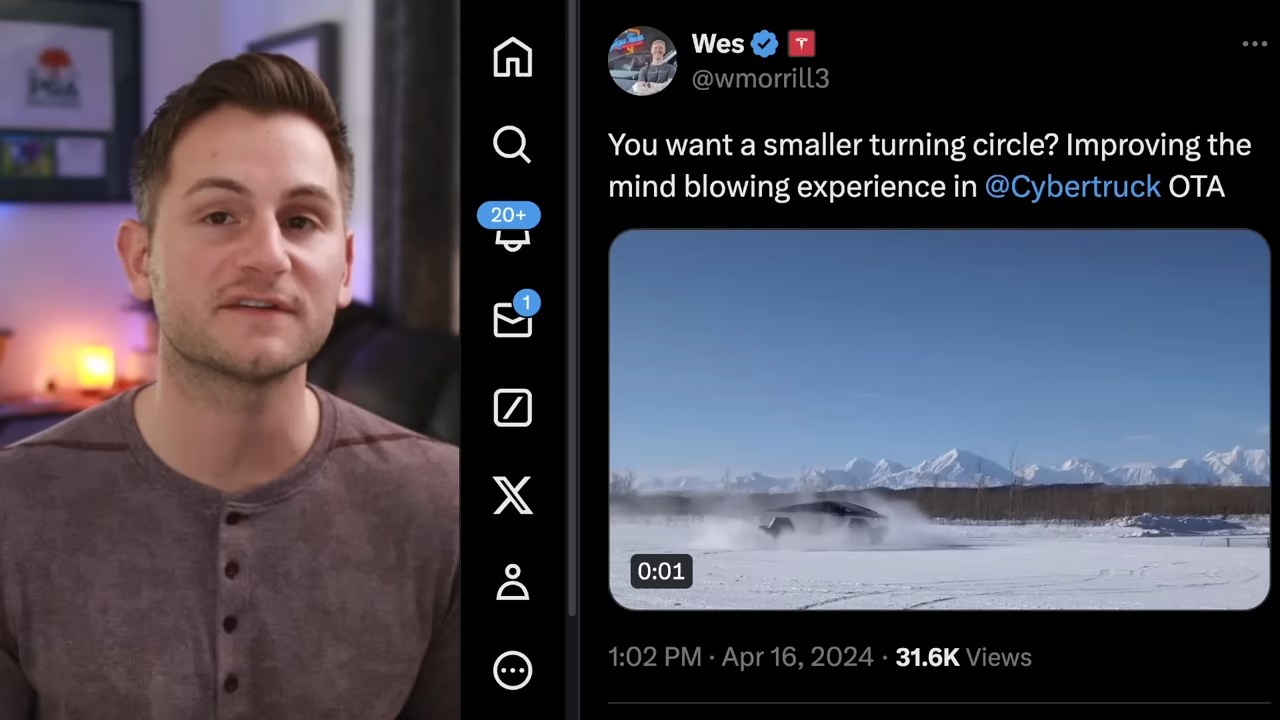 PGA
20+
1
Wes
@wmorrill3
You want a smaller turning circle? Improving the
mind blowing experience in @Cybertruck OTA
0:01
1:02 PM · Apr 16, 2024 · 31.6K Views